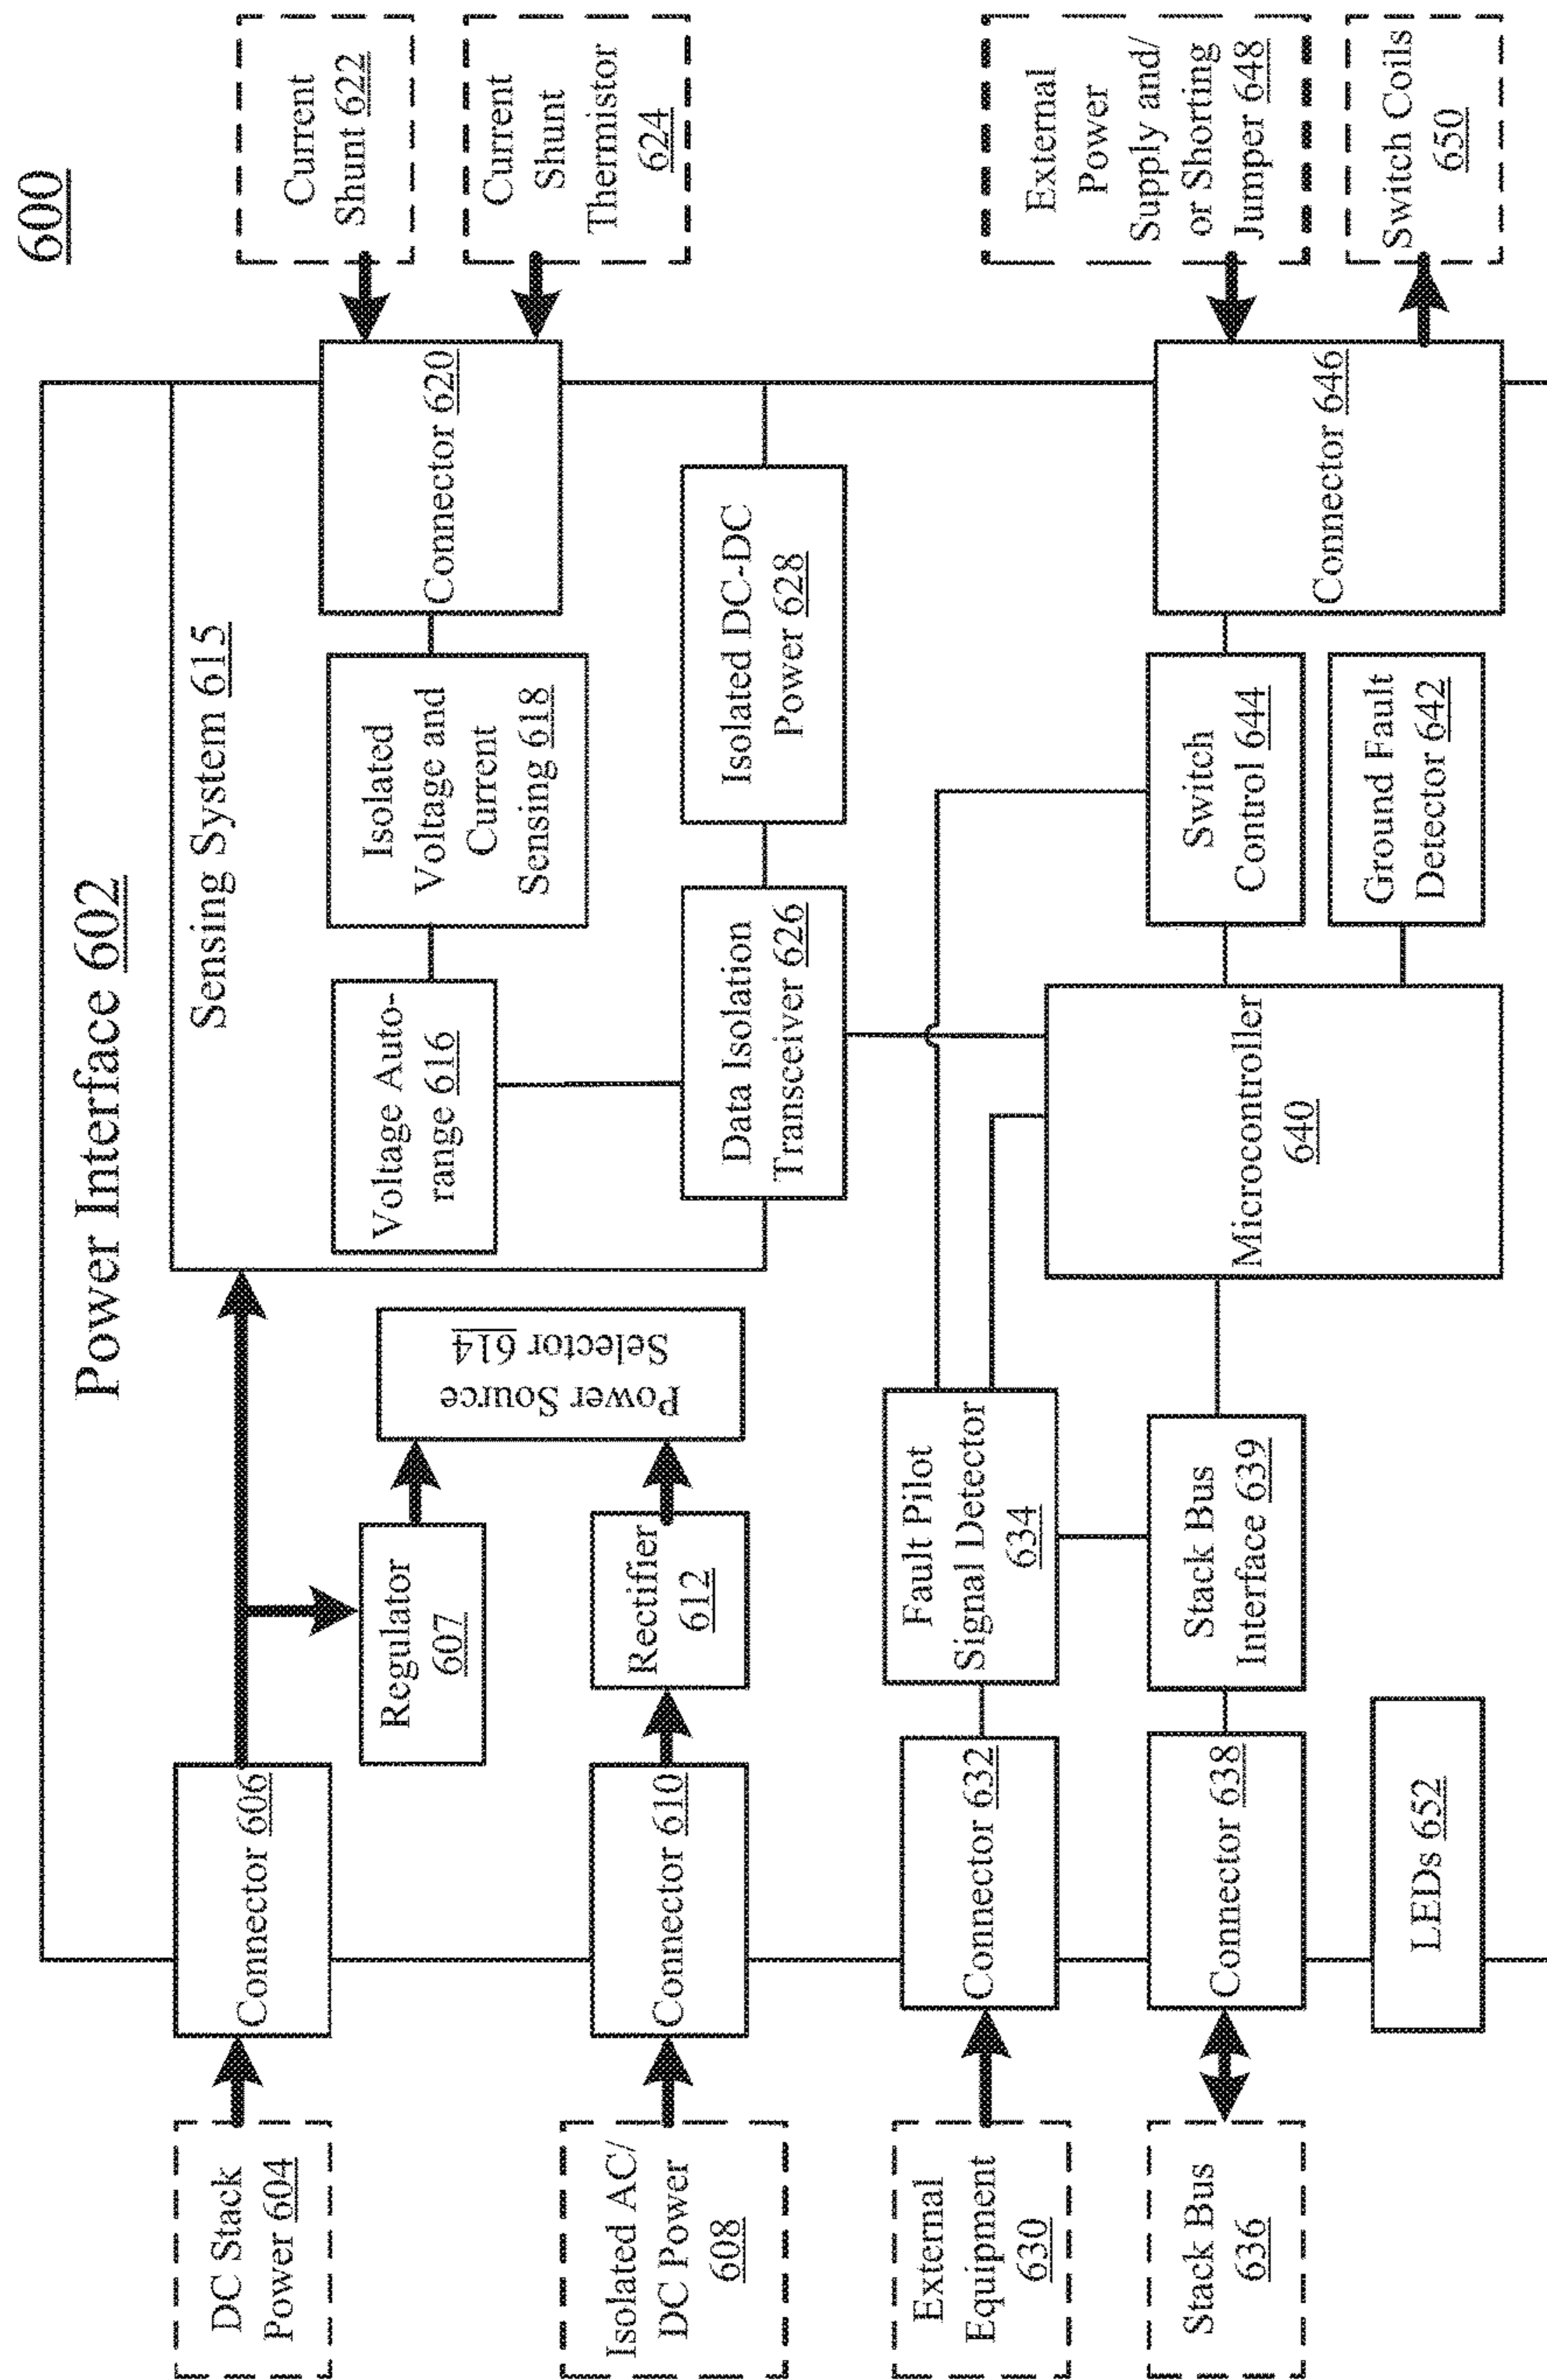 600
Power Interface 602
DC Stack
Power 604
Connector 606
Regulator
607
Isolated AC/
DC Power
608
Connector 610
Rectifier
612
Power Source
Selector 614
Sensing System 615
Voltage Auto-
range 616
Isolated
Voltage and
Current
Sensing 618
Connector 620
Current
Shunt 622
Current
Shunt
Thermistor
624
Data Isolation
Transceiver 626
Isolated DC-DC
Power 628
External
Equipment
630
Connector 632
Fault Pilot
Signal Detector
634
Stack Bus
636
Connector 638
Stack Bus
Interface 639
Microcontroller
640
Ground Fault
Detector 642
Switch
Control 644
Connector 646
External
Power
Supply and/
or Shorting
Jumper 648
Switch Coils
650
LEDs 652